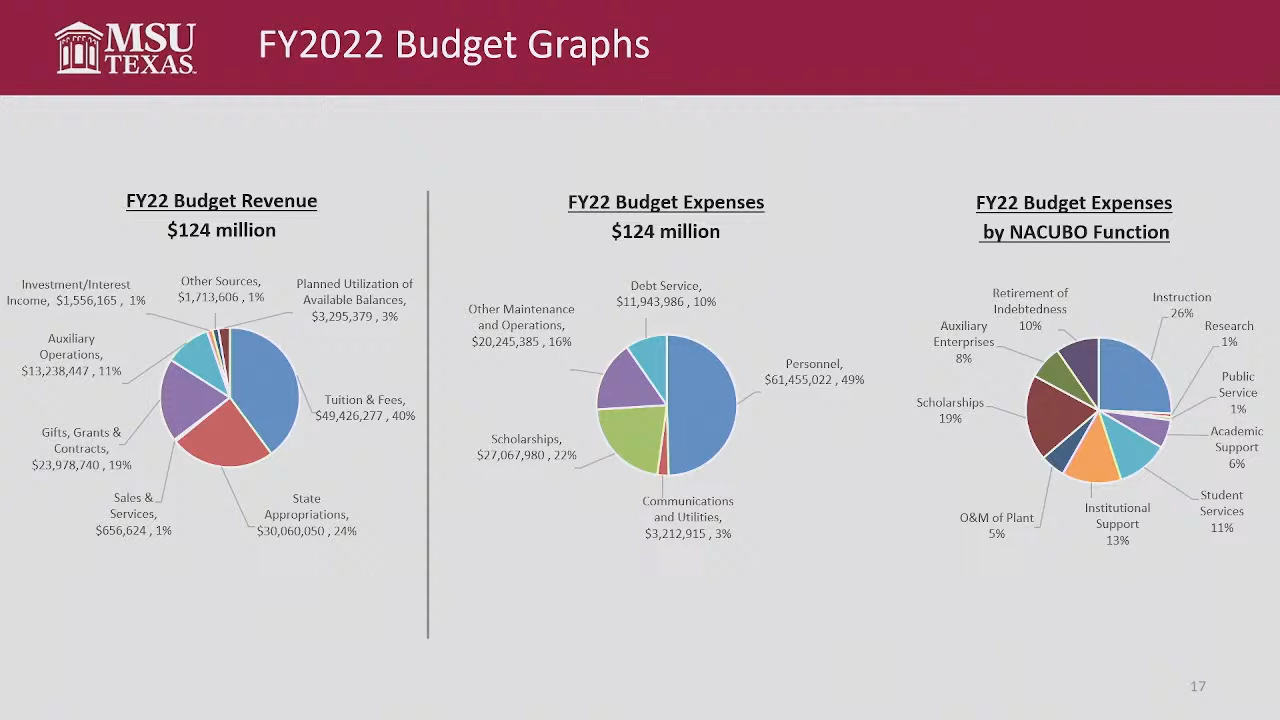 MSU
TEXAS
FY2022 Budget Graphs
FY22 Budget Revenue
$124 million
Investment/Interest
Income, $1,556,165 , 1%
Other Sources,
$1,713,606 , 1%
Planned Utilization of
Available Balances,
$3,295,379 , 3%
Auxiliary
Operations,
$13,238,447 , 11%
Tuition & Fees,
$49,426,277 , 40%
Gifts, Grants &
Contracts,
$23,978,740 , 19%
Sales &
Services,
$656,624 , 1%
State
Appropriations,
$30,060,050 , 24%
FY22 Budget Expenses
$124 million
Debt Service,
$11,943,986 , 10%
Other Maintenance
and Operations,
$20,245,385 , 16%
Personnel,
$61,455,022 , 49%
Scholarships,
$27,067,980 , 22%
Communications
and Utilities,
$3,212,915 , 3%
FY22 Budget Expenses
by NACUBO Function
Retirement of
Indebtedness
10%
Instruction
26%
Auxiliary
Enterprises
8%
Research
1%
Public
Service
1%
Scholarships
19%
Academic
Support
6%
Student
Services
11%
O&M of Plant
5%
Institutional
Support
13%
17